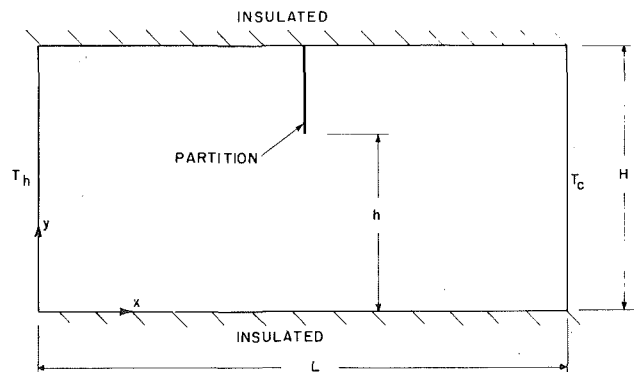 INSULATED
PARTITION
T_h
T_c
H
h
y
x
INSULATED
L